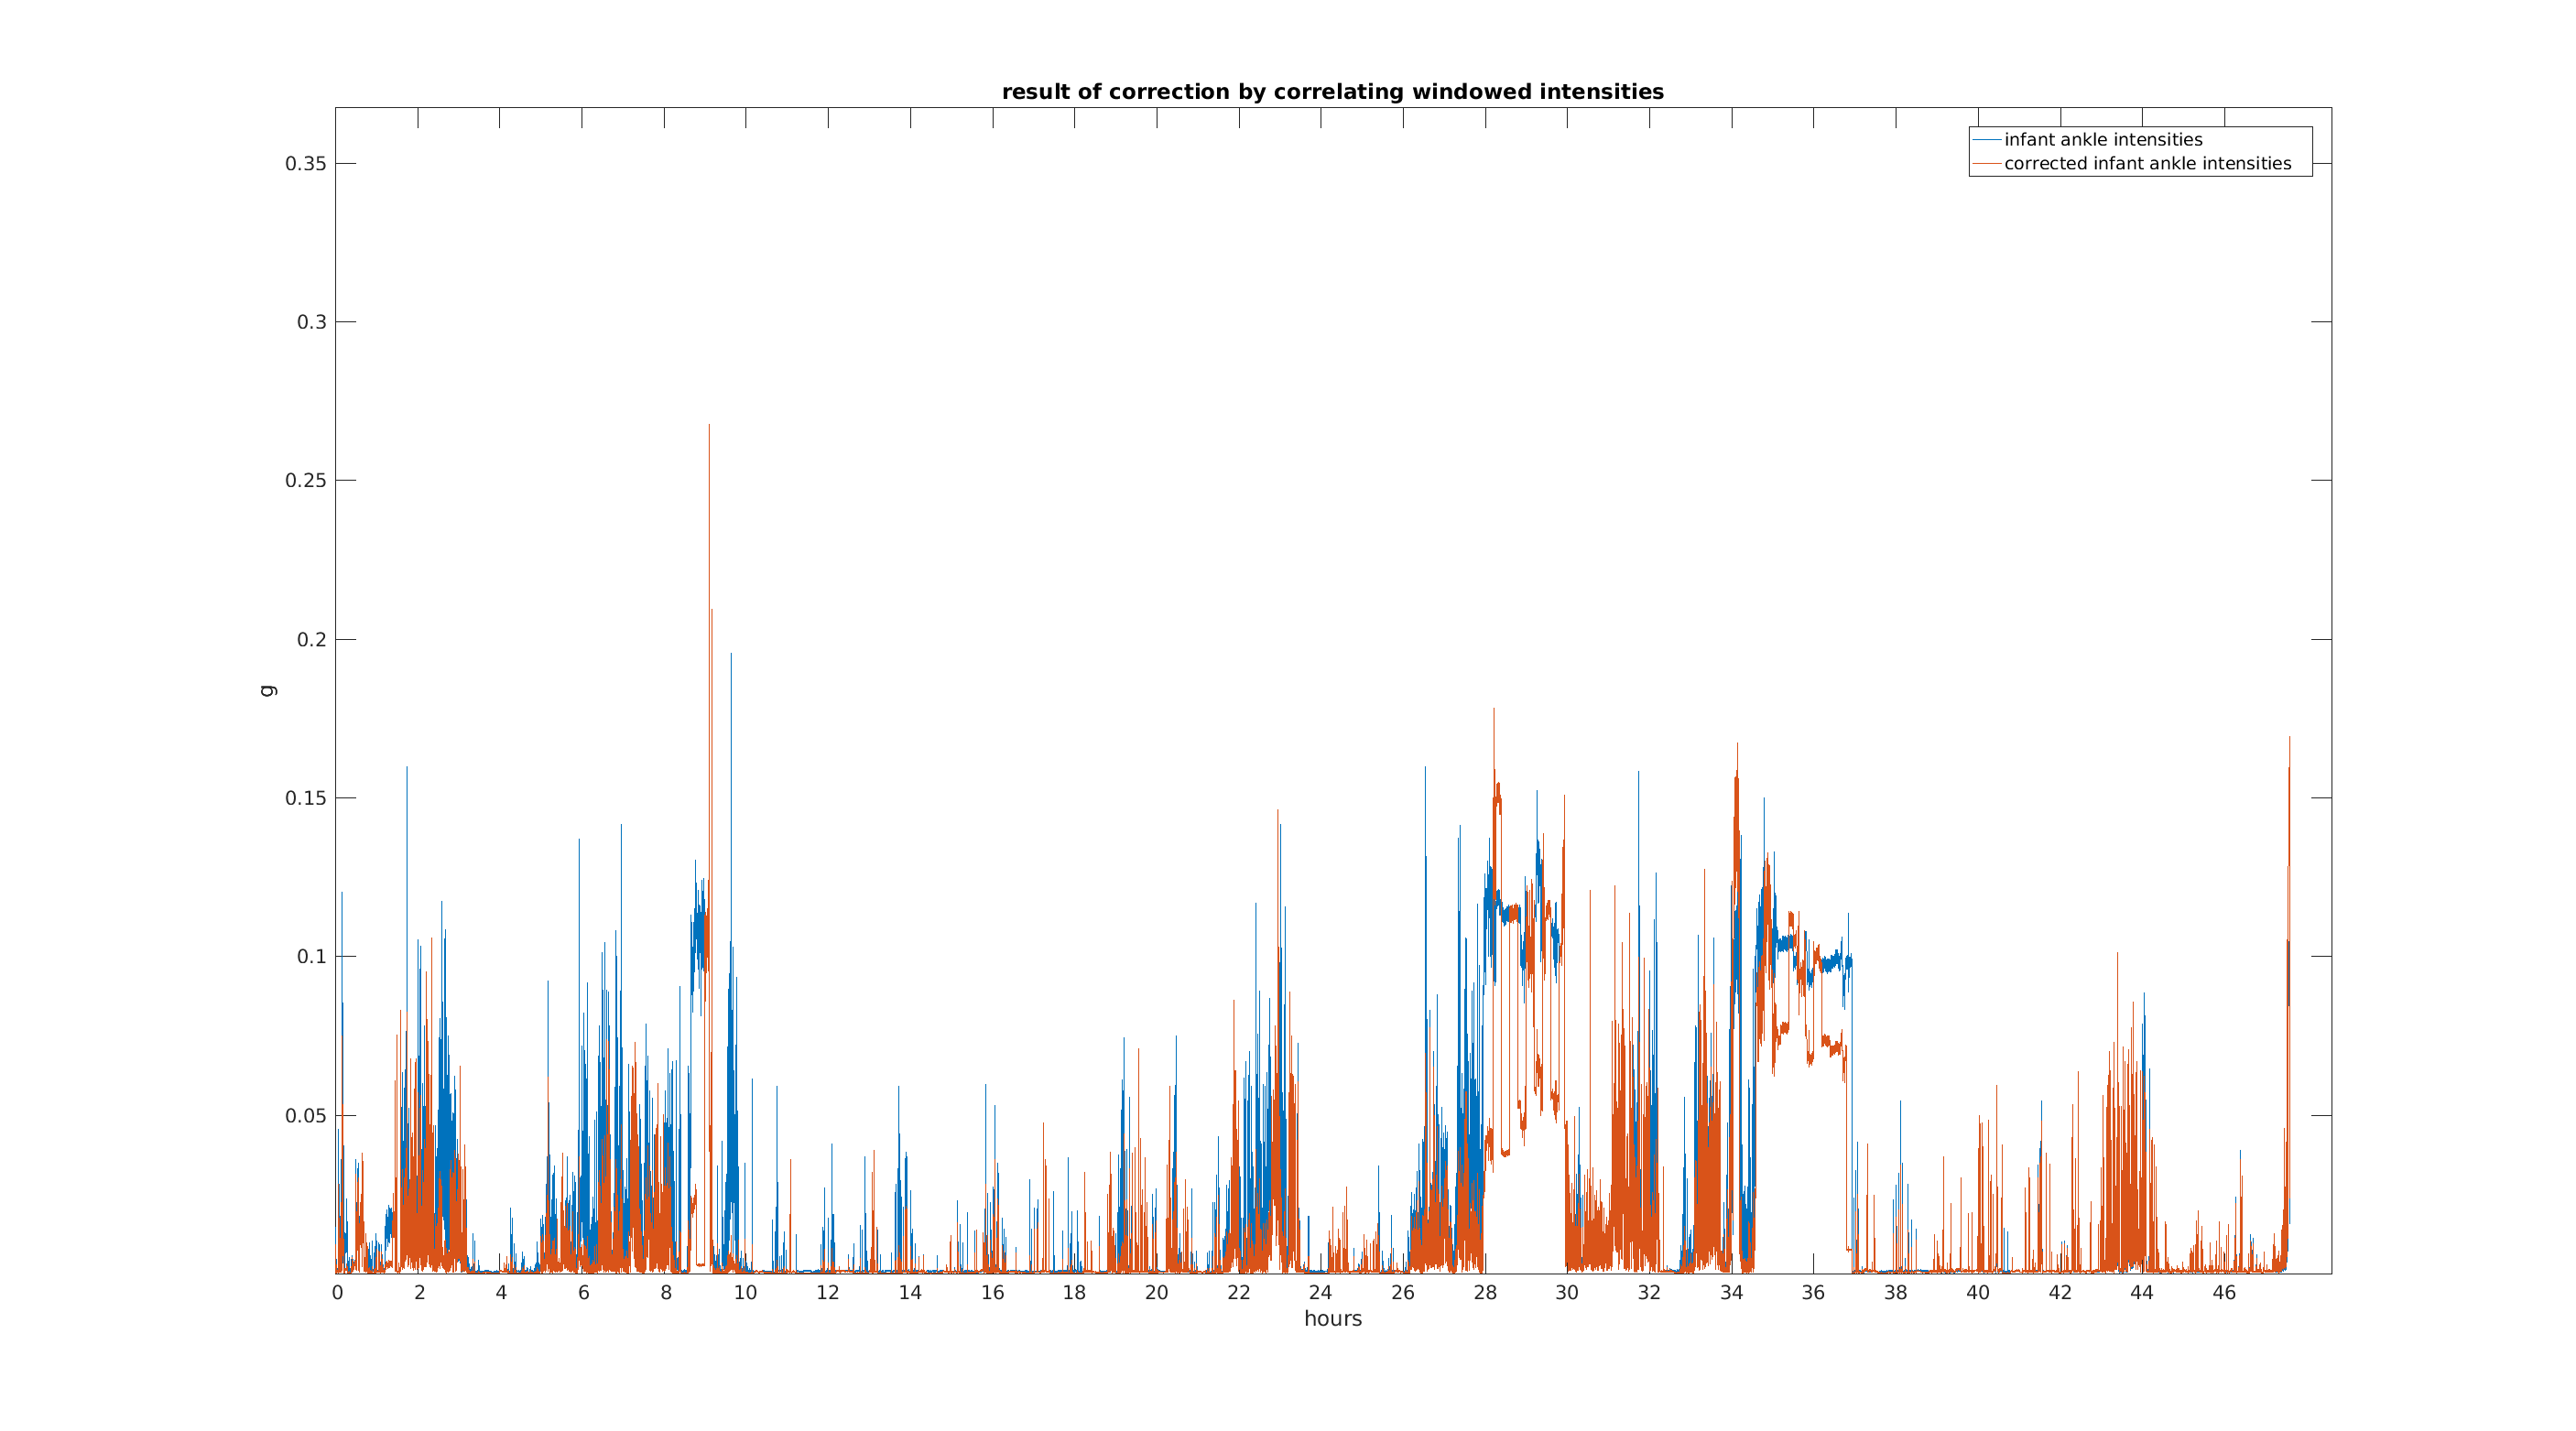 result of correction by correlating windowed intensities
infant ankle intensities
corrected infant ankle intensities
0.35
0.3
0.25
0.2
0.15
0.1
0.05
g
0 2 4 6 8 10 12 14 16 18 20 22 24 26 28 30 32 34 36 38 40 42 44 46
hours